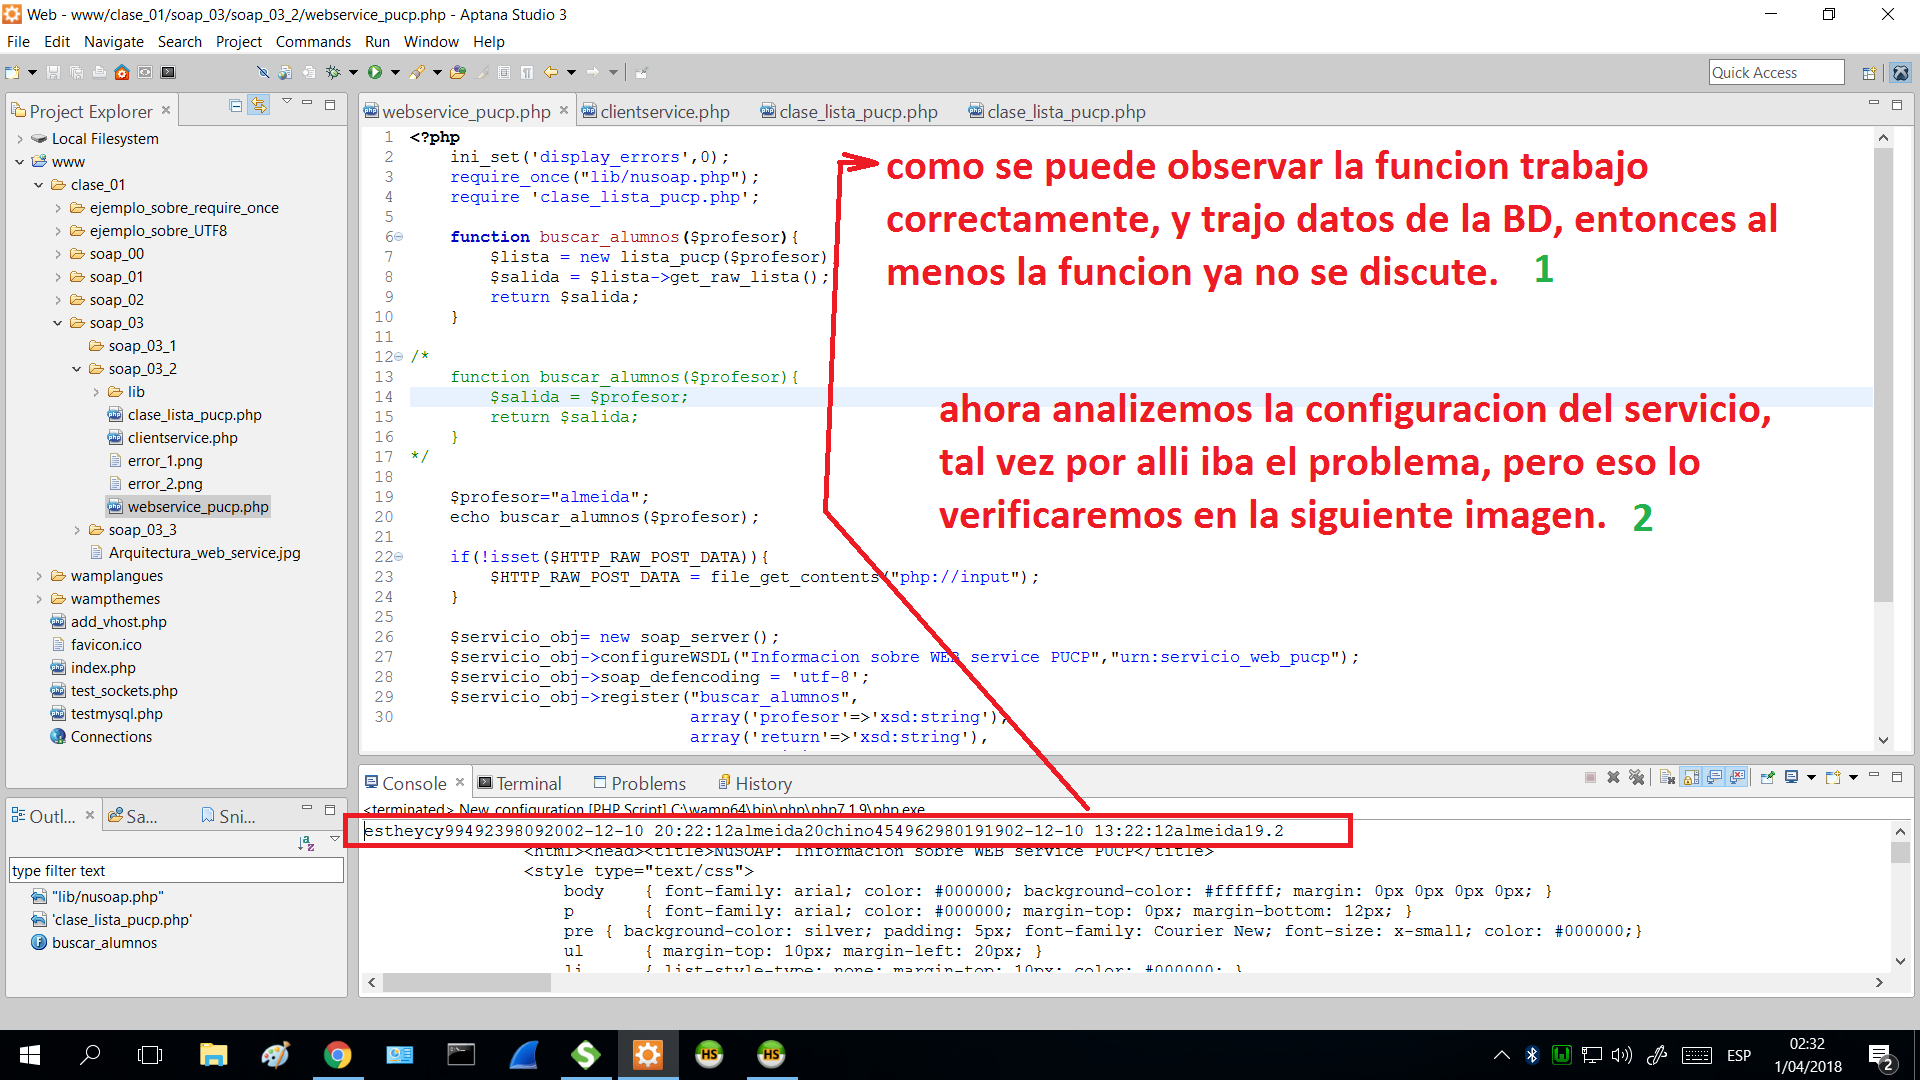 Web - www/clase_01/soap_03/soap_03_2/webservice_pucp.php - Aptana Studio 3
File Edit Navigate Search Project Commands Run Window Help
Quick Access
Project Explorer
Local Filesystem
www
clase_01
ejemplo_sobre_require_once
ejemplo_sobre_UTF8
soap_00
soap_01
soap_02
soap_03
soap_03_1
soap_03_2
lib
clase_lista_pucp.php
clientservice.php
error_1.png
error_2.png
webservice_pucp.php
soap_03_3
Arquitectura_web_service.jpg
wamplangues
wampthemes
add_vhost.php
favicon.ico
index.php
test_sockets.php
testmysql.php
Connections
Outl... Sa... Sni...
type filter text
"lib/nusoap.php"
'clase_lista_pucp.php'
buscar_alumnos
webservice_pucp.php clientservice.php clase_lista_pucp.php clase_lista_pucp.php
1 <?php
2 ini_set('display_errors',0);
3 require_once("lib/nusoap.php");
4 require 'clase_lista_pucp.php';
5
6 function buscar_alumnos($profesor){
7 $lista = new lista_pucp($profesor)
8 $salida = $lista->get_raw_lista();
9 return $salida;
10 }
11
12 /*
13 function buscar_alumnos($profesor){
14 $salida = $profesor;
15 return $salida;
16 }
17 */
18
19 $profesor="almeida";
20 echo buscar_alumnos($profesor);
21
22 if(!isset($HTTP_RAW_POST_DATA)){
23 $HTTP_RAW_POST_DATA = file_get_contents("php://input");
24 }
25
26 $servicio_obj= new soap_server();
27 $servicio_obj->configureWSDL("Informacion sobre WEB service PUCP","urn:servicio_web_pucp");
28 $servicio_obj->soap_defencoding = 'utf-8';
29 $servicio_obj->register("buscar_alumnos",
30 array('profesor'=>'xsd:string'),
array('return'=>'xsd:string'),
como se puede observar la funcion trabajo
correctamente, y trajo datos de la BD, entonces al
menos la funcion ya no se discute. 1
ahora analizemos la configuracion del servicio,
tal vez por alli iba el problema, pero eso lo
verificaremos en la siguiente imagen. 2
Console Terminal Problems History
<terminated> New_configuration [PHP Script] C:\wamp64\bin\php\php7.1.9\php.exe
estheycy99492398092002-12-10 20:22:12almeida20chino454962980191902-12-10 13:22:12almeida19.2
<html><head><title>NuSOAP: Informacion sobre WEB service PUCP</title>
<style type="text/css">
body { font-family: arial; color: #000000; background-color: #ffffff; margin: 0px 0px 0px 0px; }
p { font-family: arial; color: #000000; margin-top: 0px; margin-bottom: 12px; }
pre { background-color: silver; padding: 5px; font-family: Courier New; font-size: x-small; color: #000000;}
ul { margin-top: 10px; margin-left: 20px; }
li { list-style-type: none; margin-top: 10px; color: #000000; }
HS HS
ESP
02:32
1/04/2018
2